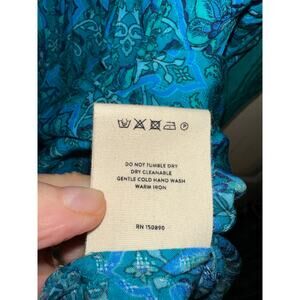 DO NOT TUMBLE DRY
DRY CLEANABLE
GENTLE COLD HAND WASH
WARM IRON
RN 150890